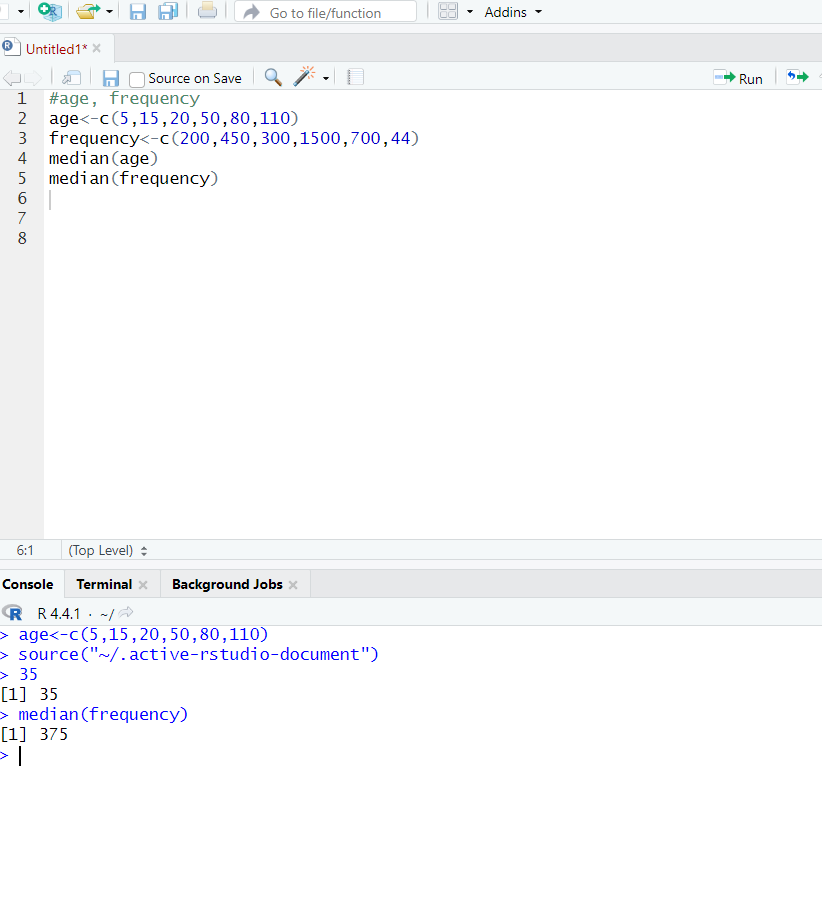 Go to file/function Addins
Untitled1*
Source on Save Run
1 #age, frequency
2 age<-c(5,15,20,50,80,110)
3 frequency<-c(200,450,300,1500,700,44)
4 median(age)
5 median(frequency)
6
7
8
6:1 (Top Level)
Console Terminal Background Jobs
R 4.4.1 · ~/
> age<-c(5,15,20,50,80,110)
> source("~/.active-rstudio-document")
> 35
[1] 35
> median(frequency)
[1] 375
>